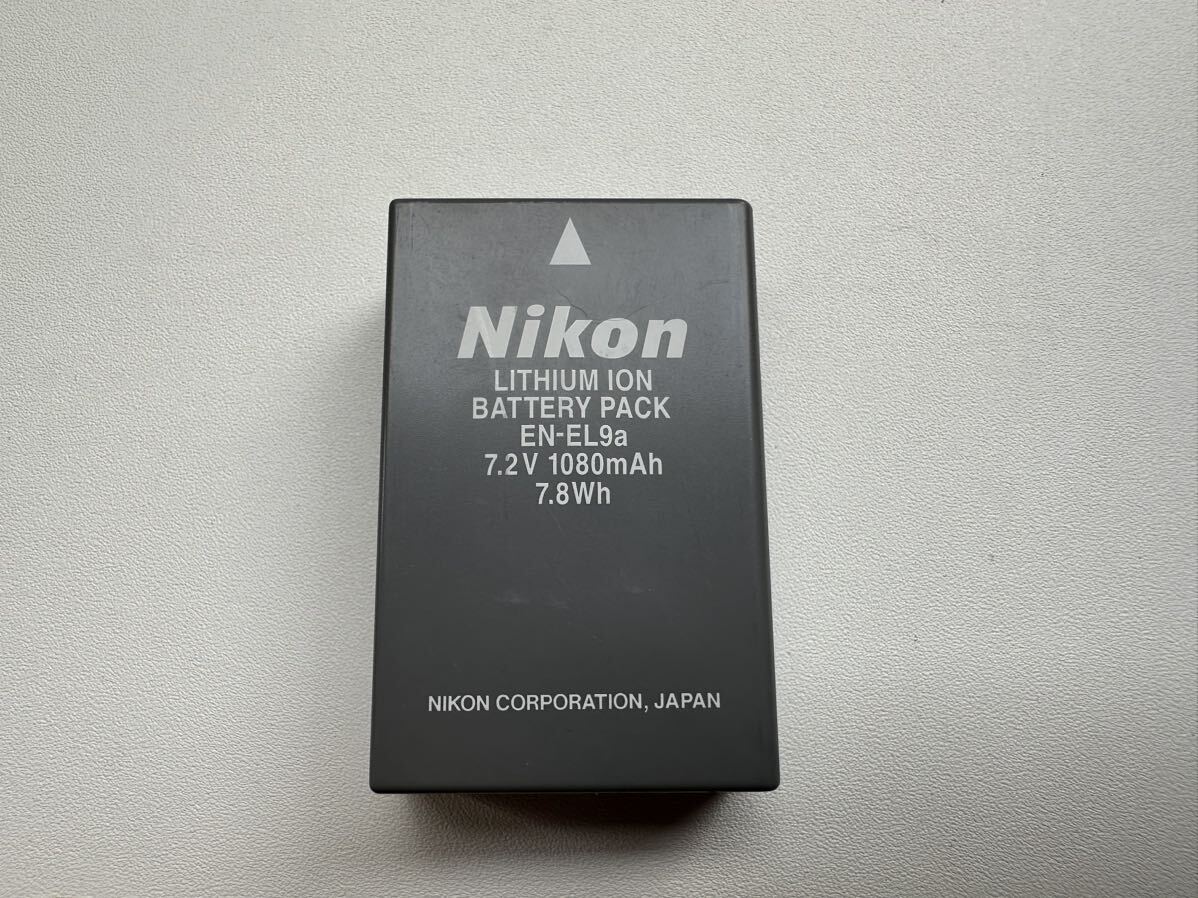 Nikon
LITHIUM ION
BATTERY PACK
EN-EL9a
7.2V 1080mAh
7.8Wh
NIKON CORPORATION, JAPAN